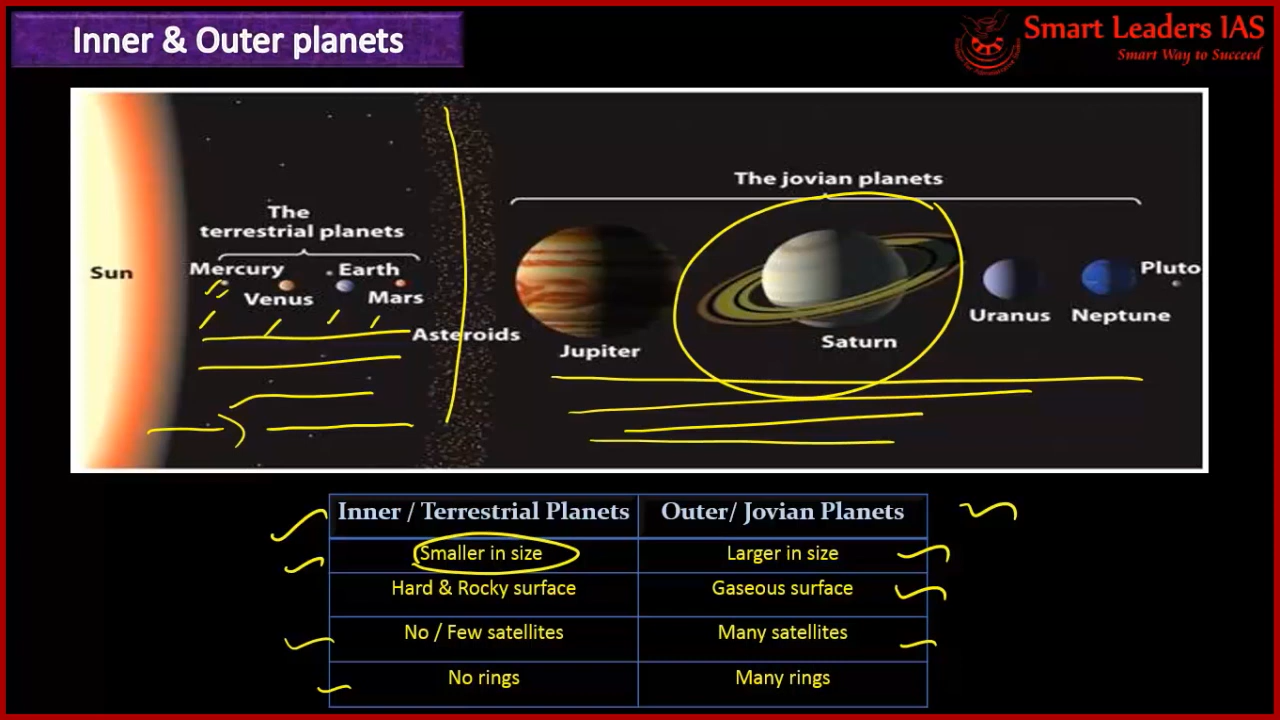 Inner & Outer planets
Smart Leaders IAS
Smart Way to Succeed
The jovian planets
The
terrestrial planets
Sun
Mercury
Earth
Venus
Mars
Asteroids
Jupiter
Saturn
Uranus
Neptune
Pluto
Inner / Terrestrial Planets
Outer/ Jovian Planets
Smaller in size
Larger in size
Hard & Rocky surface
Gaseous surface
No / Few satellites
Many satellites
No rings
Many rings